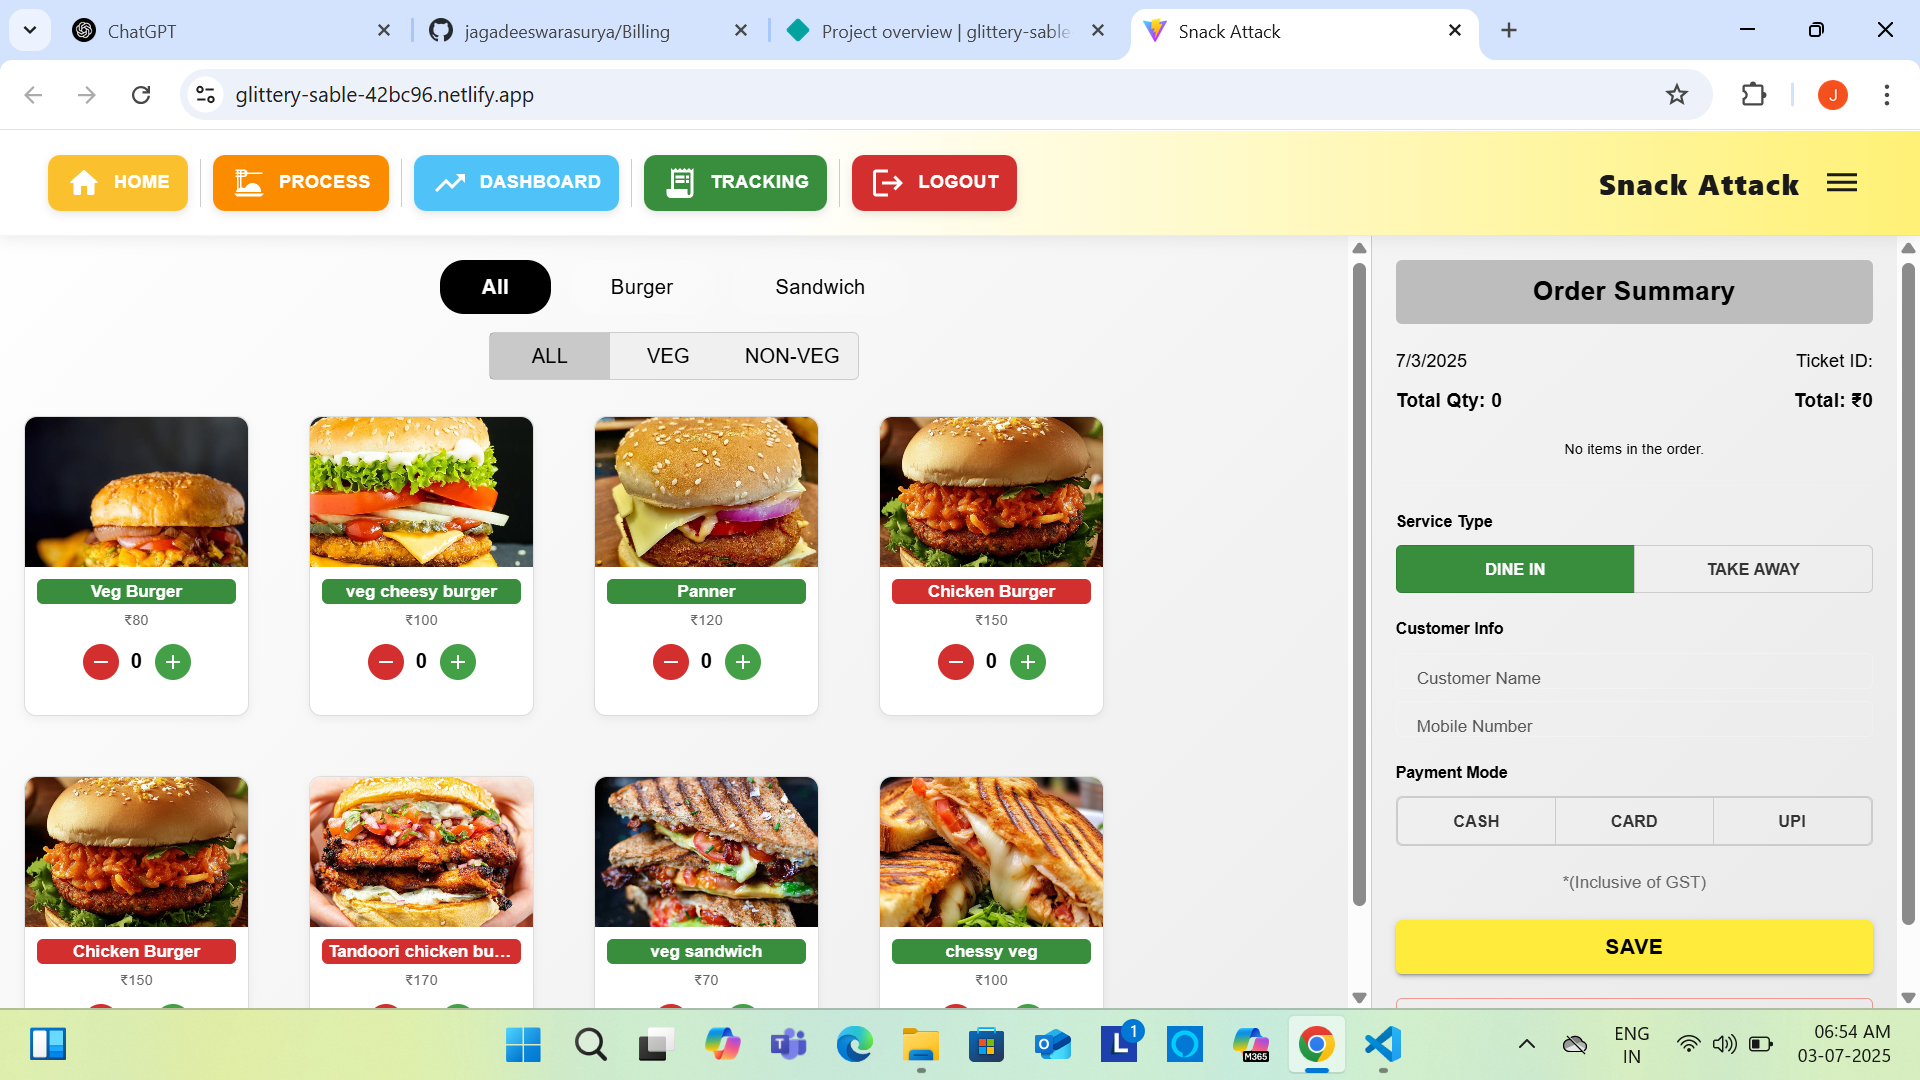 ChatGPT
jagadeeswarasurya/Billing
Project overview | glittery-sable
Snack Attack
glittery-sable-42bc96.netlify.app
J
HOME
PROCESS
DASHBOARD
TRACKING
LOGOUT
Snack Attack
All
Burger
Sandwich
ALL
VEG
NON-VEG
Veg Burger
₹80
0
veg cheesy burger
₹100
0
Panner
₹120
0
Chicken Burger
₹150
0
Chicken Burger
₹150
Tandoori chicken bu...
₹170
veg sandwich
₹70
chessy veg
₹100
Order Summary
7/3/2025
Ticket ID:
Total Qty: 0
Total: ₹0
No items in the order.
Service Type
DINE IN
TAKE AWAY
Customer Info
Customer Name
Mobile Number
Payment Mode
CASH
CARD
UPI
*(Inclusive of GST)
SAVE
L
1
M365
ENG
IN
06:54 AM
03-07-2025